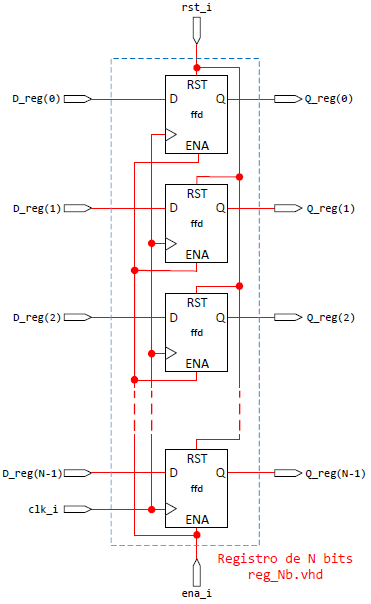 rst_i
RST
D_reg(0) D Q Q_reg(0)
ffd
ENA
RST
D_reg(1) D Q Q_reg(1)
ffd
ENA
RST
D_reg(2) D Q Q_reg(2)
ffd
ENA
RST
D_reg(N-1) D Q Q_reg(N-1)
ffd
clk_i
ENA
Registro de N bits
reg_Nb.vhd
ena_i